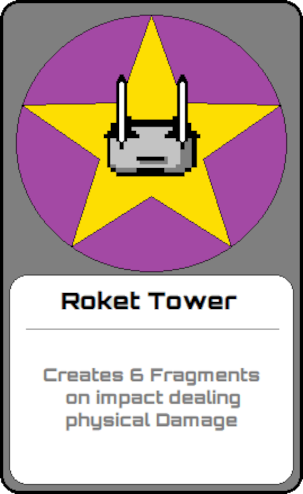 Roket Tower
Creates 6 Fragments
on impact dealing
physical Damage